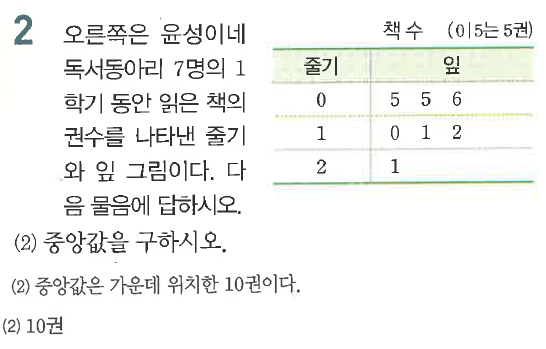 2 오른쪽은 윤성이네
독서동아리 7명의 1
학기 동안 읽은 책의
권수를 나타낸 줄기
와 잎 그림이다. 다
음 물음에 답하시오.
책 수 (0|5는 5권)
줄기 잎
0 5 5 6
1 0 1 2
2 1
(2) 중앙값을 구하시오.
(2) 중앙값은 가운데 위치한 10권이다.
(2) 10권